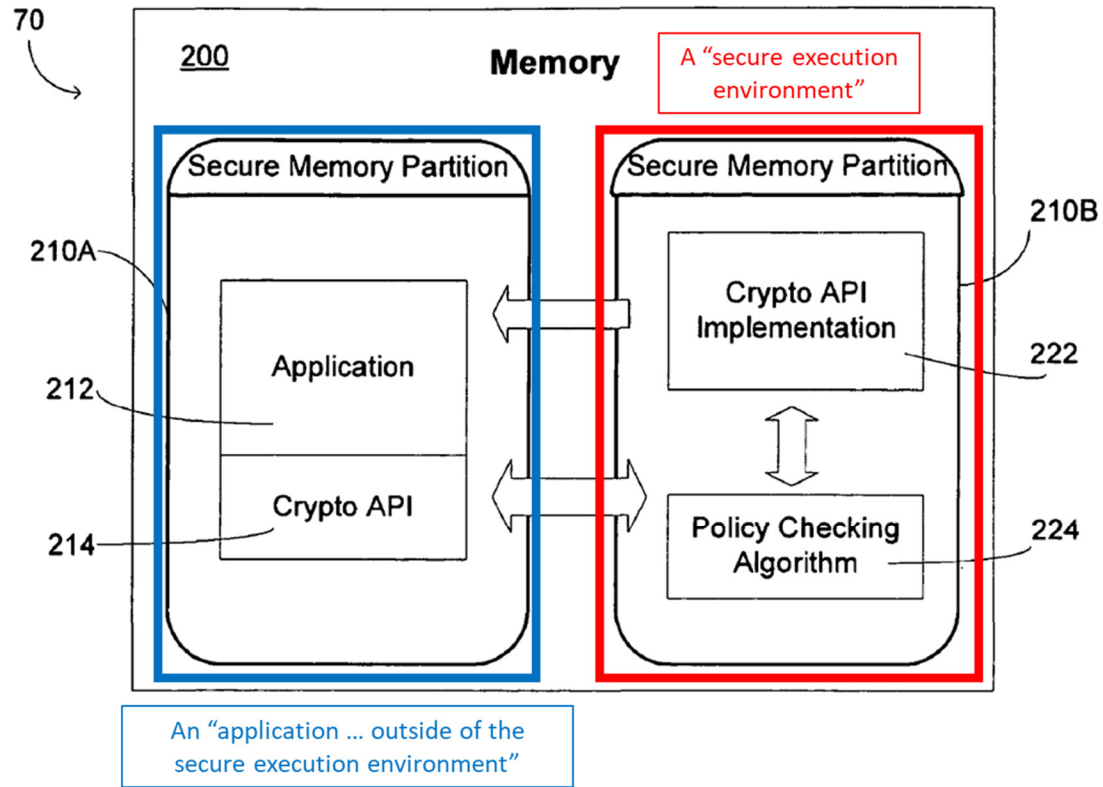 70
200
Memory
A “secure execution
environment”
Secure Memory Partition
Secure Memory Partition
210A
210B
Application
212
Crypto API
214
Crypto API
Implementation
222
Policy Checking
Algorithm
224
An “application ... outside of the
secure execution environment”